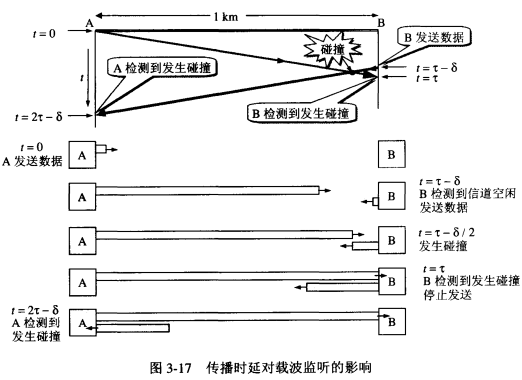 A
1 km
B
t=0
B 发送数据
碰撞
A 检测到发生碰撞
t=τ−δ
t=τ
t
B 检测到发生碰撞
t=2τ−δ
t=0
A 发送数据
A
B
t=τ−δ
B 检测到信道空闲
发送数据
A
B
t=τ−δ/2
发生碰撞
A
B
t=τ
B 检测到发生碰撞
停止发送
A
B
t=2τ−δ
A 检测到
发生碰撞
A
B
图 3-17 传播时延对载波监听的影响